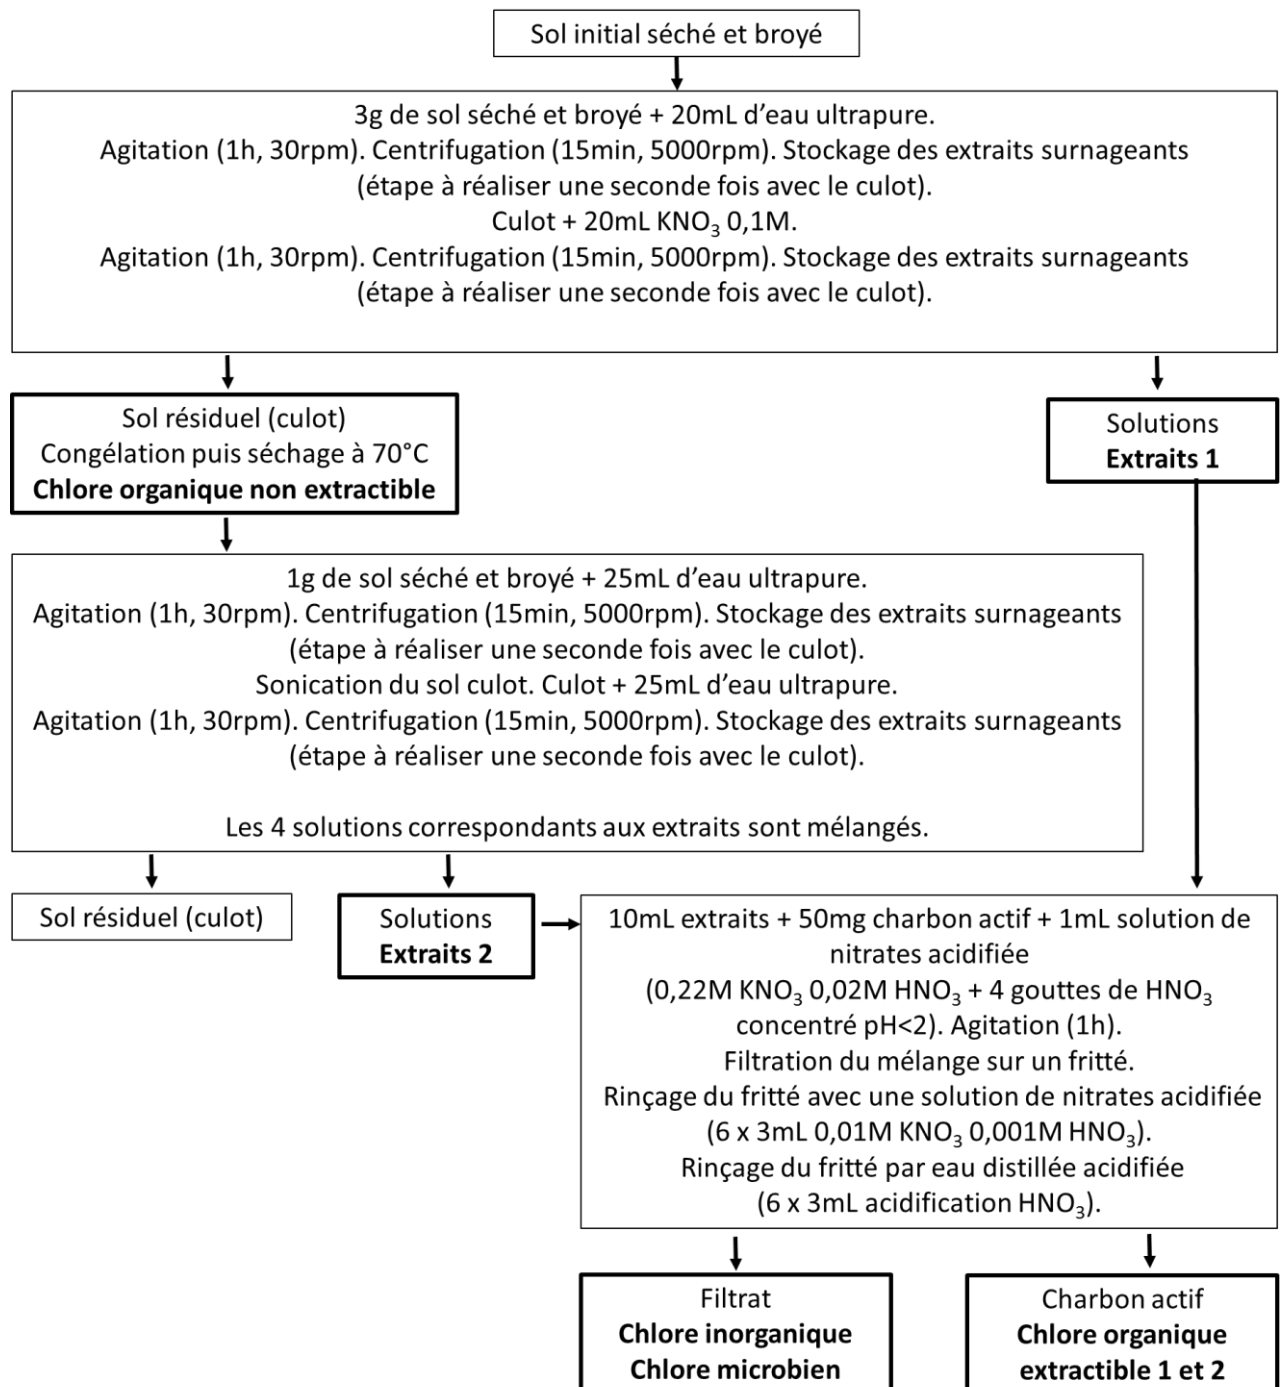 Sol initial séché et broyé
3g de sol séché et broyé + 20mL d’eau ultrapure.
Agitation (1h, 30rpm). Centrifugation (15min, 5000rpm). Stockage des extraits surnageants
(étape à réaliser une seconde fois avec le culot).
Culot + 20mL KNO₃ 0,1M.
Agitation (1h, 30rpm). Centrifugation (15min, 5000rpm). Stockage des extraits surnageants
(étape à réaliser une seconde fois avec le culot).
Sol résiduel (culot)
Congélation puis séchage à 70°C
Chlore organique non extractible
Solutions
Extraits 1
1g de sol séché et broyé + 25mL d’eau ultrapure.
Agitation (1h, 30rpm). Centrifugation (15min, 5000rpm). Stockage des extraits surnageants
(étape à réaliser une seconde fois avec le culot).
Sonication du sol culot. Culot + 25mL d’eau ultrapure.
Agitation (1h, 30rpm). Centrifugation (15min, 5000rpm). Stockage des extraits surnageants
(étape à réaliser une seconde fois avec le culot).
Les 4 solutions correspondants aux extraits sont mélangés.
Sol résiduel (culot)
Solutions
Extraits 2
10mL extraits + 50mg charbon actif + 1mL solution de
nitrates acidifiée
(0,22M KNO₃ 0,02M HNO₃ + 4 gouttes de HNO₃
concentré pH<2). Agitation (1h).
Filtration du mélange sur un fritté.
Rinçage du fritté avec une solution de nitrates acidifiée
(6 x 3mL 0,01M KNO₃ 0,001M HNO₃).
Rinçage du fritté par eau distillée acidifiée
(6 x 3mL acidification HNO₃).
Filtrat
Chlore inorganique
Chlore microbien
Charbon actif
Chlore organique
extractible 1 et 2